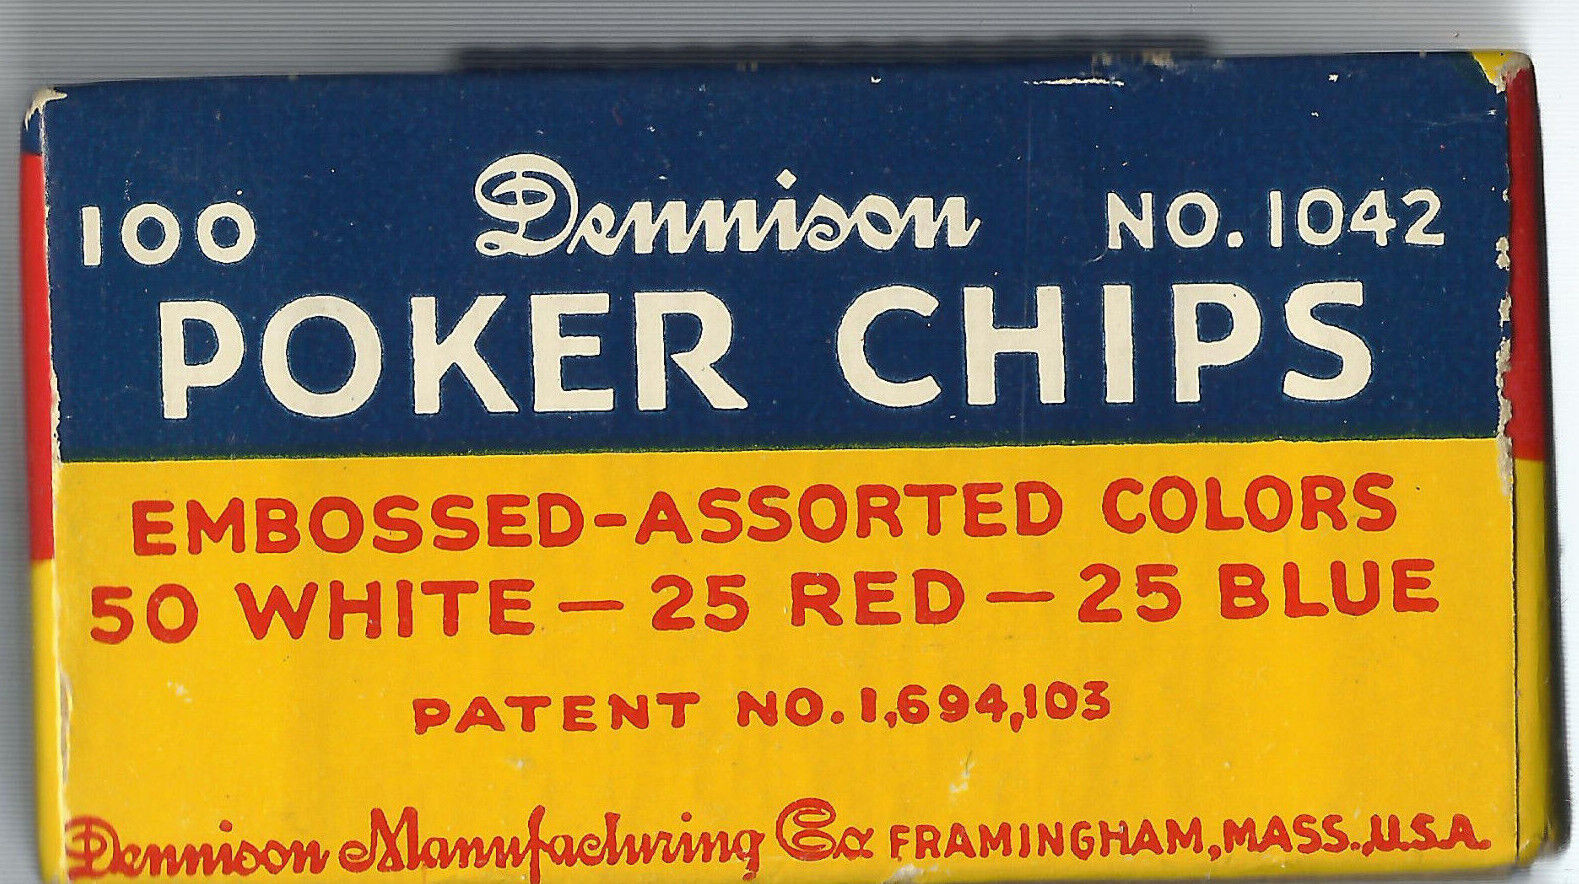 100 Dennison NO. 1042
POKER CHIPS
EMBOSSED-ASSORTED COLORS
50 WHITE — 25 RED — 25 BLUE
PATENT NO. 1,694,103
Dennison Manufacturing Co. FRAMINGHAM, MASS., U.S.A.